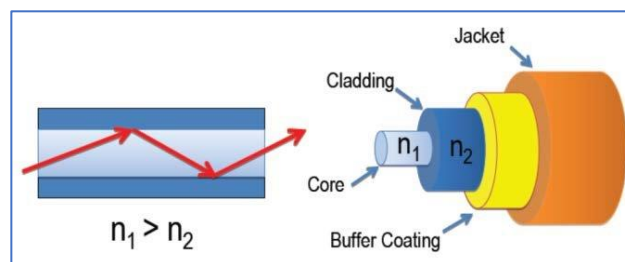 n₁ > n₂
Jacket
Cladding
n₁
n₂
Core
Buffer Coating